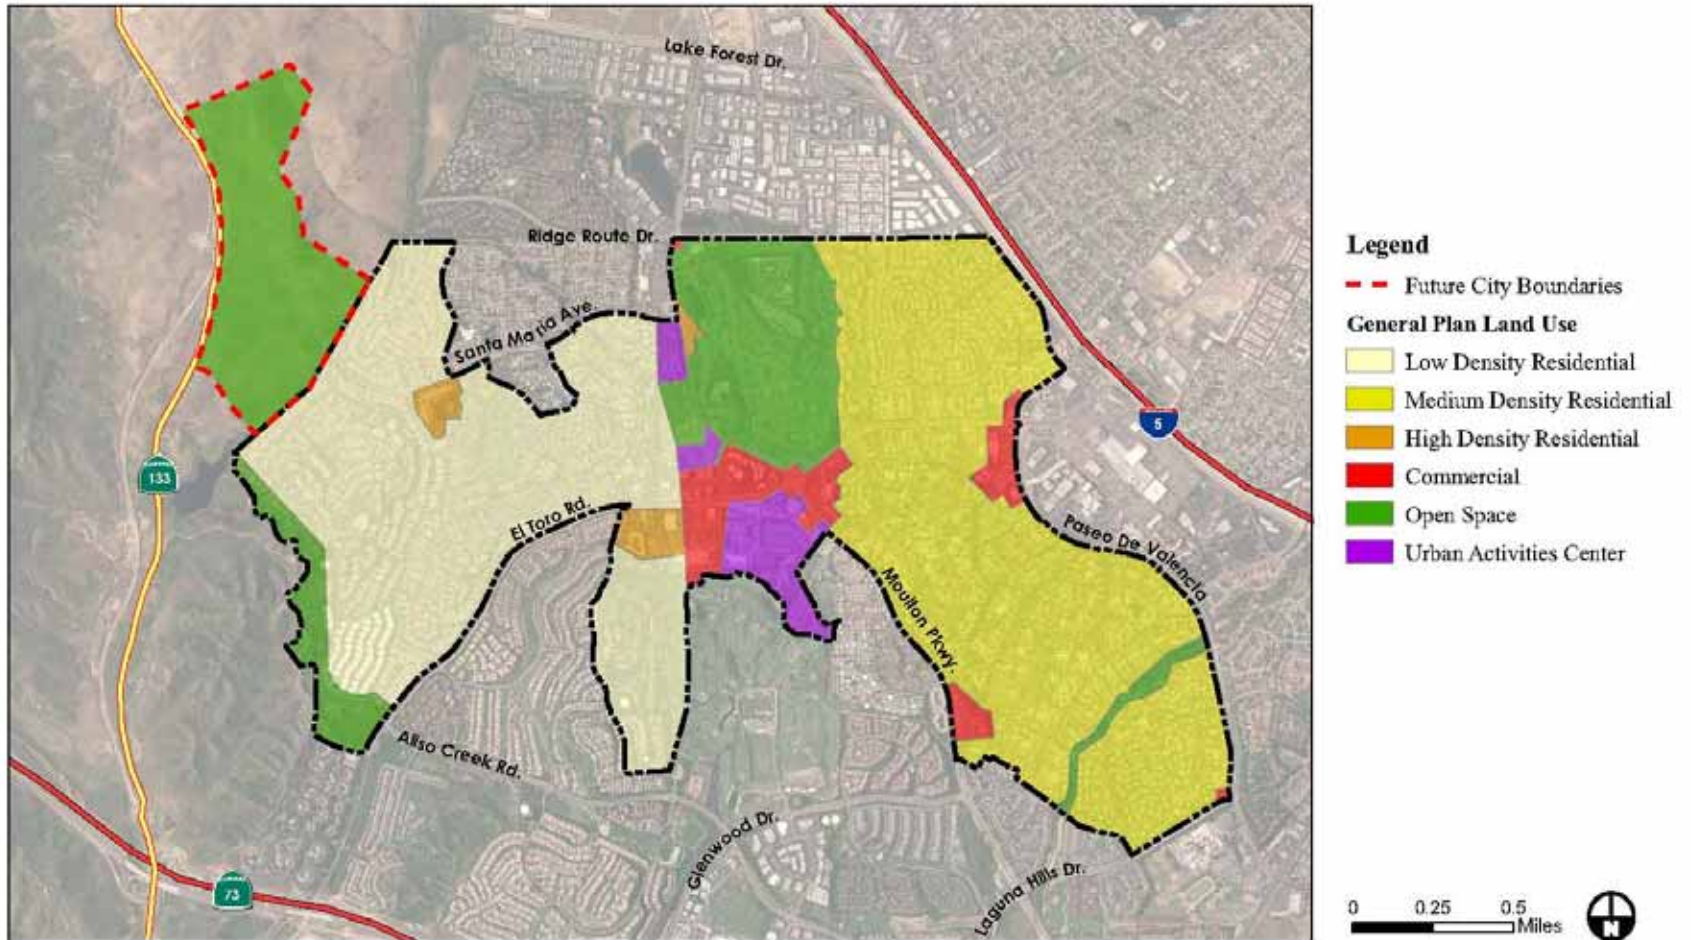 Lake Forest Dr.
Ridge Route Dr.
Santa Maria Ave
El Toro Rd.
133
5
Paseo De Valencia
Moulton Pkwy.
Aliso Creek Rd.
Glenwood Dr.
Laguna Hills Dr.
73
Legend
Future City Boundaries
General Plan Land Use
Low Density Residential
Medium Density Residential
High Density Residential
Commercial
Open Space
Urban Activities Center
0 0.25 0.5
Miles
N